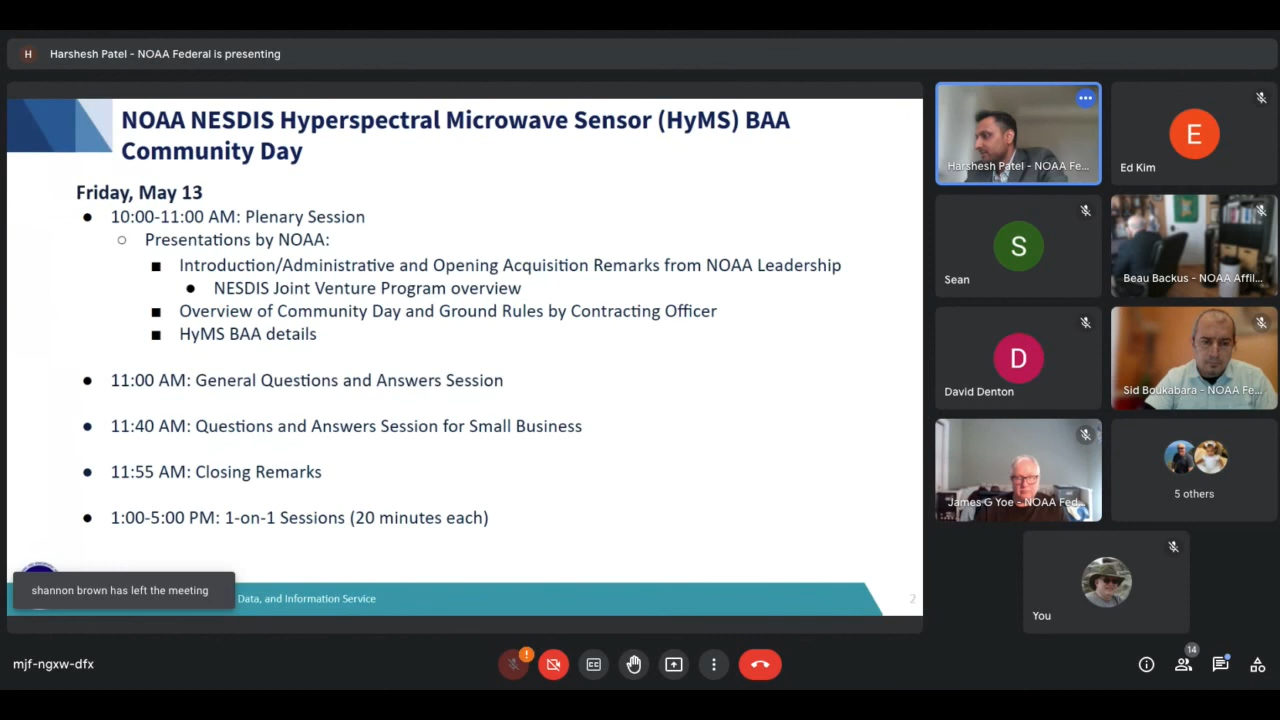 H
Harshesh Patel - NOAA Federal is presenting
NOAA NESDIS Hyperspectral Microwave Sensor (HyMS) BAA
Community Day
Friday, May 13
● 10:00-11:00 AM: Plenary Session
○ Presentations by NOAA:
■ Introduction/Administrative and Opening Acquisition Remarks from NOAA Leadership
● NESDIS Joint Venture Program overview
■ Overview of Community Day and Ground Rules by Contracting Officer
■ HyMS BAA details
● 11:00 AM: General Questions and Answers Session
● 11:40 AM: Questions and Answers Session for Small Business
● 11:55 AM: Closing Remarks
● 1:00-5:00 PM: 1-on-1 Sessions (20 minutes each)
shannon brown has left the meeting
Data, and Information Service
2
Harshesh Patel - NOAA Fe...
E
Ed Kim
S
Sean
Beau Backus - NOAA Affil...
D
David Denton
Sid Boukabara - NOAA Fe...
James G Yoe - NOAA Fed...
5 others
You
mjf-ngxw-dfx
!
CC
14